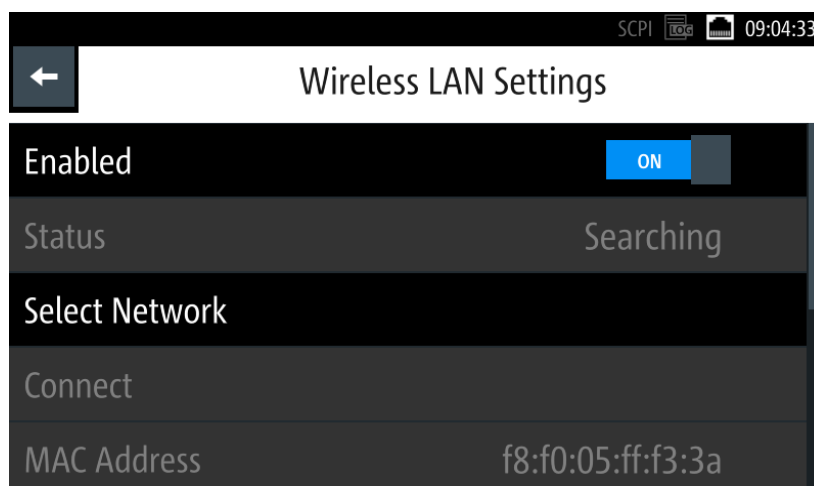 SCPI LOG 09:04:33
Wireless LAN Settings
Enabled ON
Status Searching
Select Network
Connect
MAC Address f8:f0:05:ff:f3:3a